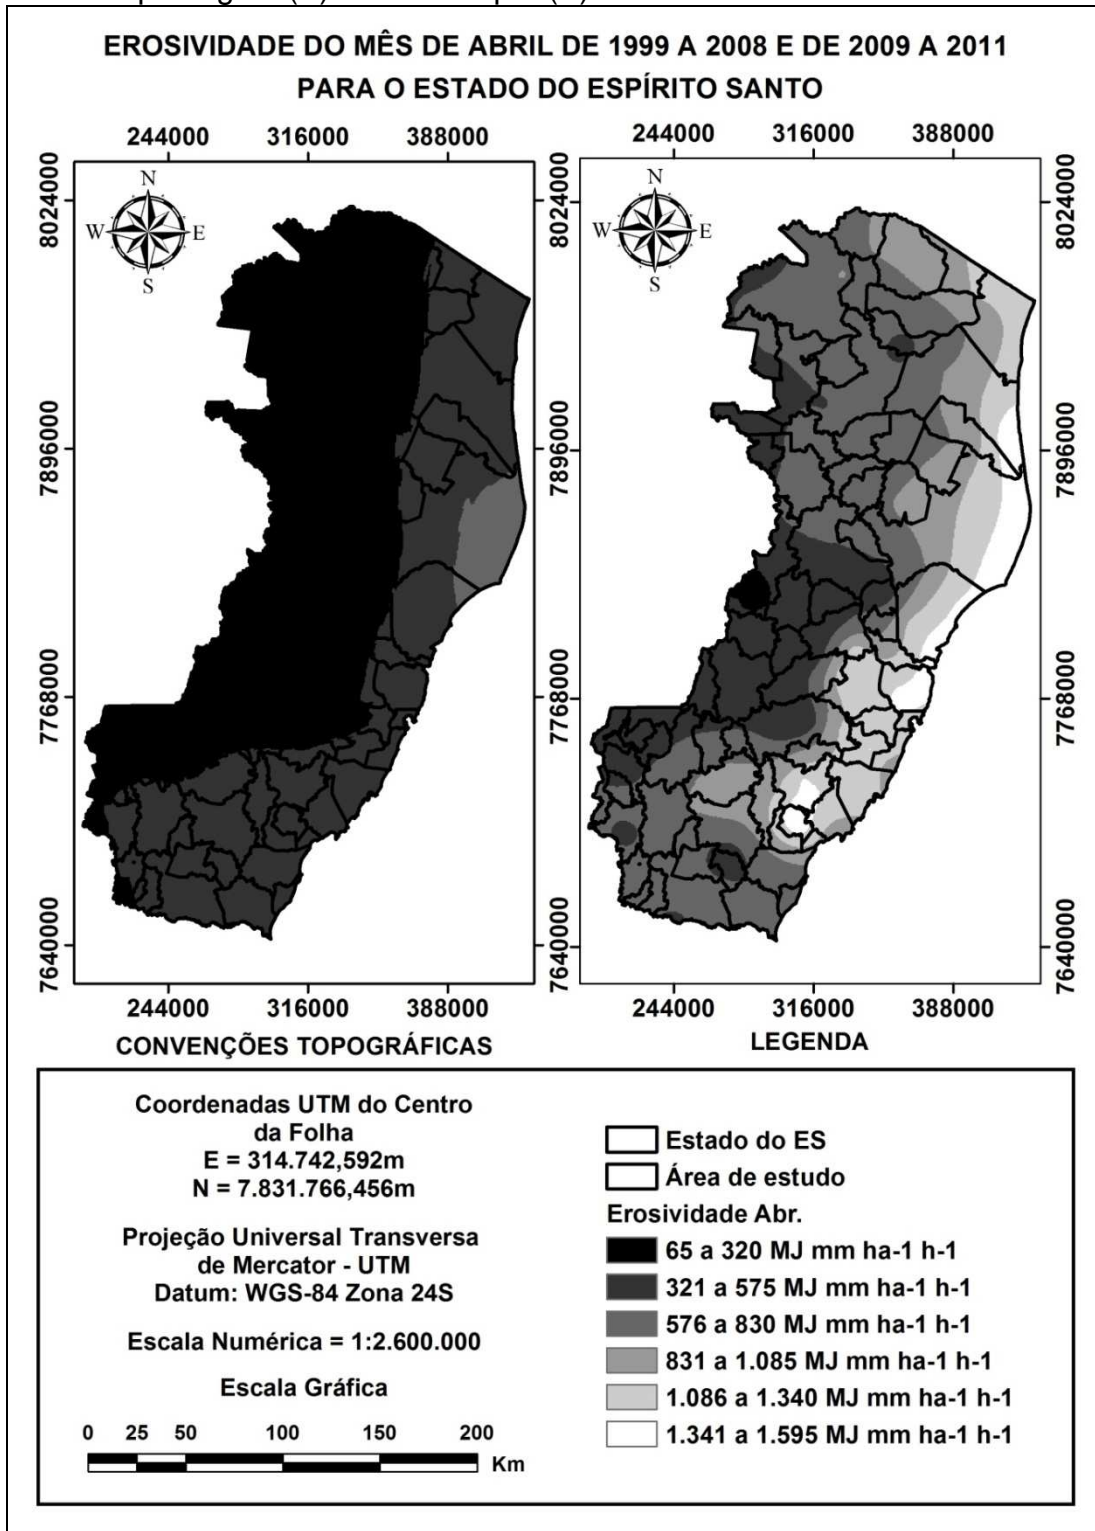 EROSIVIDADE DO MÊS DE ABRIL DE 1999 A 2008 E DE 2009 A 2011
PARA O ESTADO DO ESPÍRITO SANTO
244000 316000 388000
8024000
7896000
7768000
7640000
N
W E
S
244000 316000 388000
CONVENÇÕES TOPOGRÁFICAS
244000 316000 388000
8024000
7896000
7768000
7640000
N
W E
S
8024000
7896000
7768000
7640000
244000 316000 388000
LEGENDA
Coordenadas UTM do Centro
da Folha
E = 314.742,592m
N = 7.831.766,456m
Projeção Universal Transversa
de Mercator - UTM
Datum: WGS-84 Zona 24S
Escala Numérica = 1:2.600.000
Escala Gráfica
0 25 50 100 150 200
Km
Estado do ES
Área de estudo
Erosividade Abr.
65 a 320 MJ mm ha-1 h-1
321 a 575 MJ mm ha-1 h-1
576 a 830 MJ mm ha-1 h-1
831 a 1.085 MJ mm ha-1 h-1
1.086 a 1.340 MJ mm ha-1 h-1
1.341 a 1.595 MJ mm ha-1 h-1